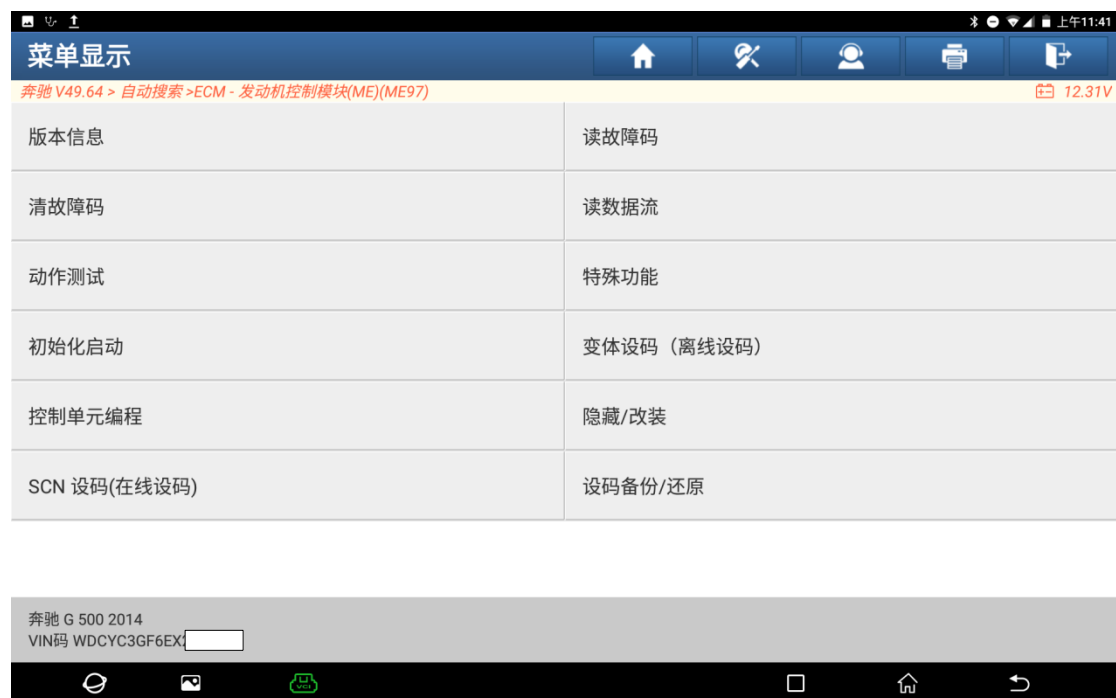 上午11:41
菜单显示
奔驰 V49.64 > 自动搜索 >ECM - 发动机控制模块(ME)(ME97)
12.31V
版本信息
读故障码
清故障码
读数据流
动作测试
特殊功能
初始化启动
变体设码（离线设码）
控制单元编程
隐藏/改装
SCN 设码(在线设码)
设码备份/还原
奔驰 G 500 2014
VIN码 WDCYC3GF6EX
VCI